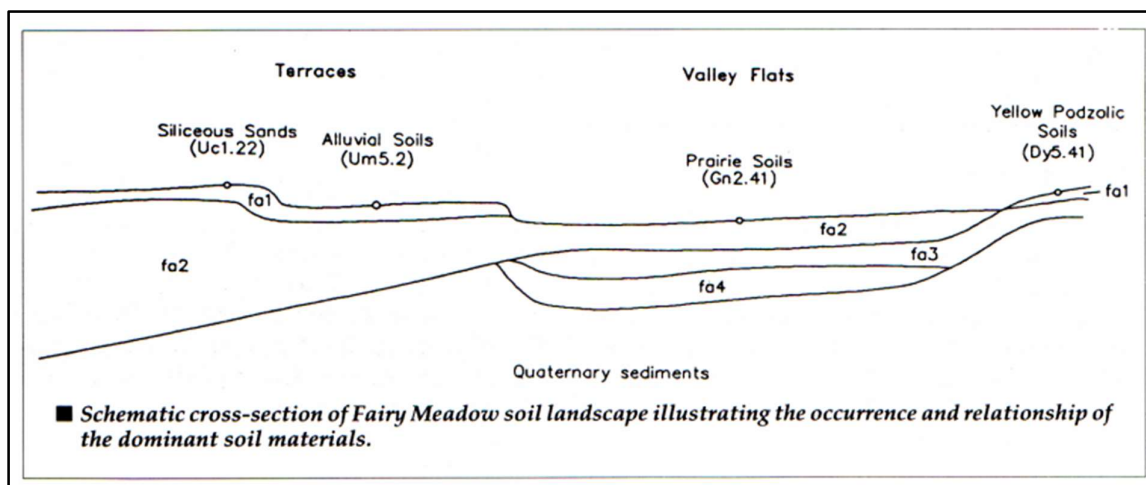 Terraces
Valley Flats
Siliceous Sands
(Uc1.22)
Alluvial Soils
(Um5.2)
Prairie Soils
(Gn2.41)
Yellow Podzolic
Soils
(Dy5.41)
fa1
fa1
fa2
fa2
fa3
fa4
Quaternary sediments
■ Schematic cross-section of Fairy Meadow soil landscape illustrating the occurrence and relationship of
the dominant soil materials.